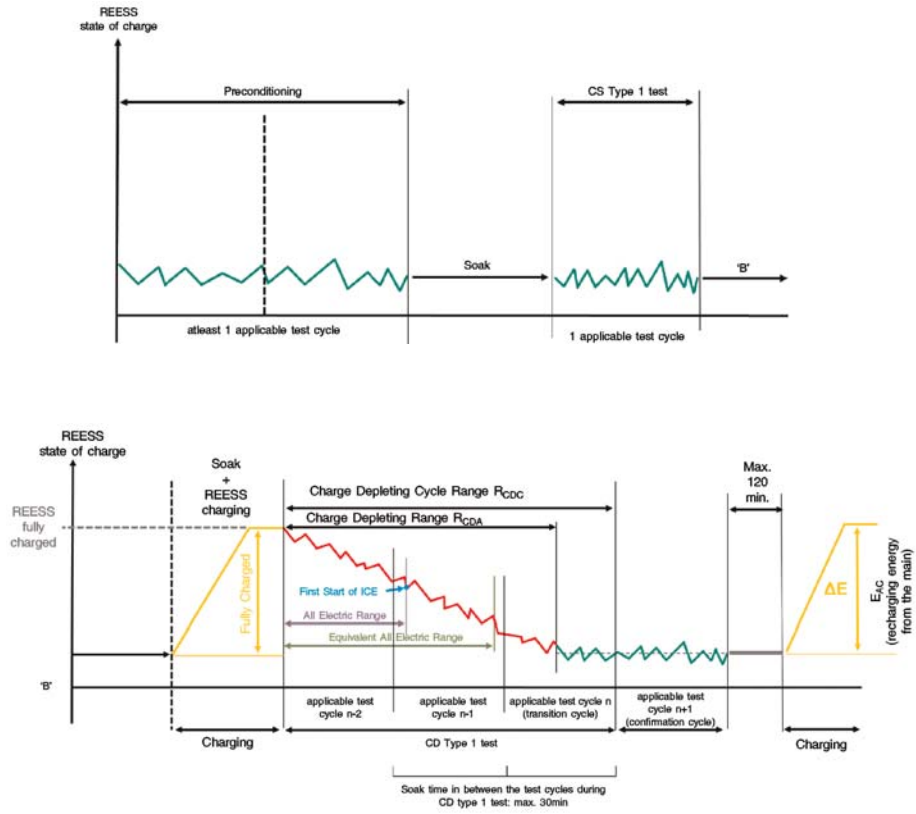 REESS
state of charge
Preconditioning
CS Type 1 test
Soak
'B'
atleast 1 applicable test cycle
1 applicable test cycle
REESS
state of charge
Soak
+
REESS
charging
Max.
120
min.
Charge Depleting Cycle Range RCDC
REESS
fully
charged
Charge Depleting Range RCDA
Fully Charged
First Start of ICE
All Electric Range
Equivalent All Electric Range
ΔE
EAC
(recharging energy
from the main)
'B'
applicable test
cycle n-2
applicable test
cycle n-1
applicable test cycle n
(transition cycle)
applicable test
cycle n+1
(confirmation cycle)
Charging
CD Type 1 test
Charging
Soak time in between the test cycles during
CD type 1 test: max. 30min